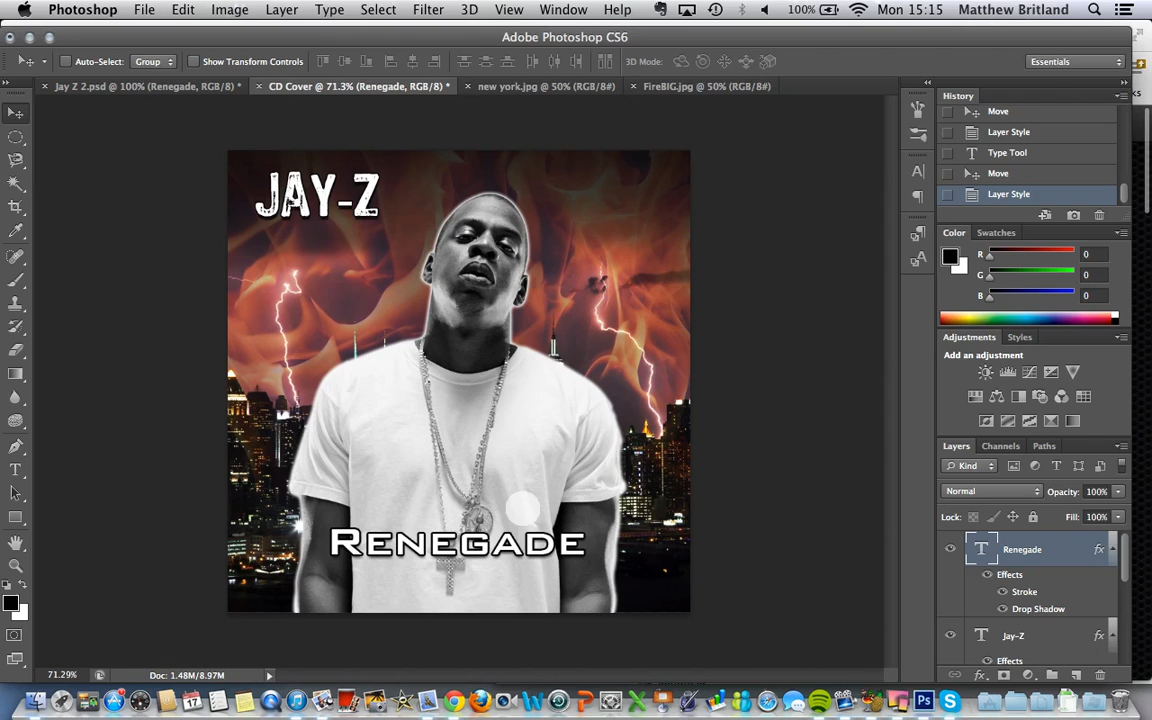 Photoshop File Edit Image Layer Type Select Filter 3D View Window Help 100% Mon 15:15 Matthew Britland
Adobe Photoshop CS6
Auto-Select: Group Show Transform Controls 3D Mode: Essentials
Jay Z 2.psd @ 100% (Renegade, RGB/8) * CD Cover @ 71.3% (Renegade, RGB/8) * new york.jpg @ 50% (RGB/8#) FireBIG.jpg @ 50% (RGB/8#)
JAY-Z
RENEGADE
History
Move
Layer Style
Type Tool
Move
Layer Style
Color Swatches
R 0
G 0
B 0
Adjustments Styles
Add an adjustment
Layers Channels Paths
Kind
Normal Opacity: 100%
Lock: Fill: 100%
T Renegade fx
Effects
Stroke
Drop Shadow
T Jay-Z fx
Effects
71.29% Doc: 1.48M/8.97M